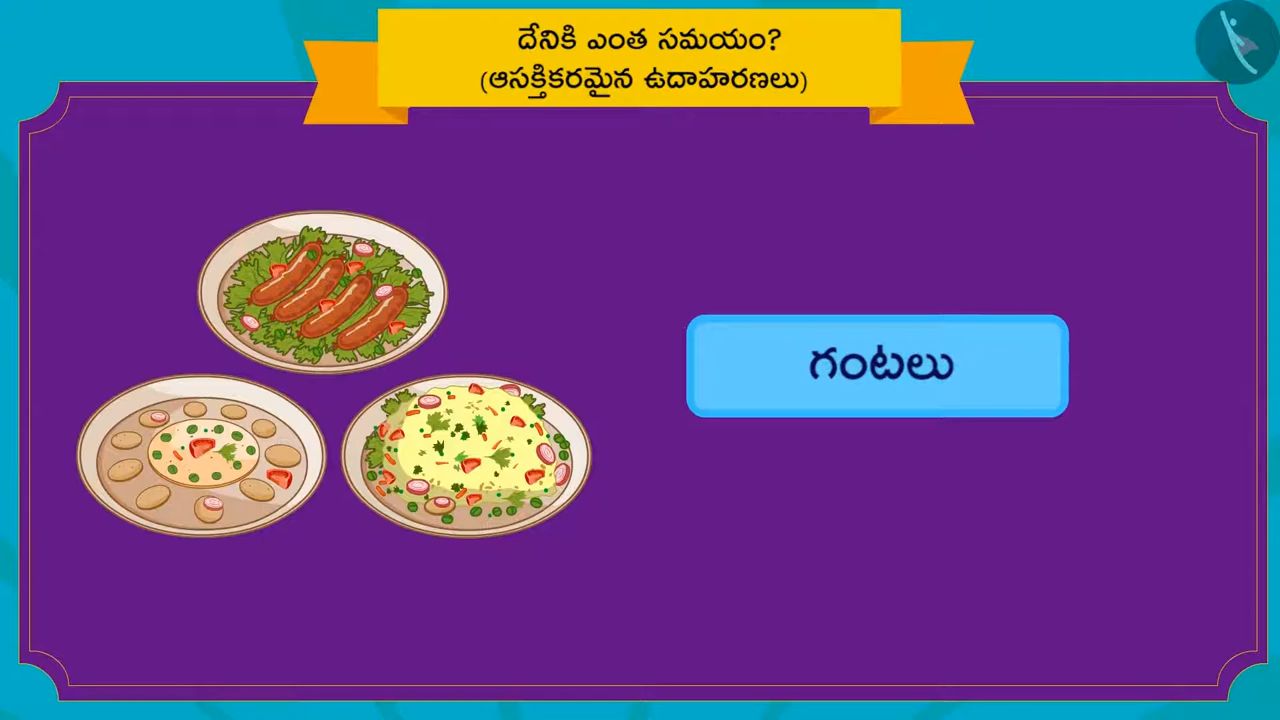 దేనికి ఎంత సమయం?
(ఆసక్తికరమైన ఉదాహరణలు)
గంటలు